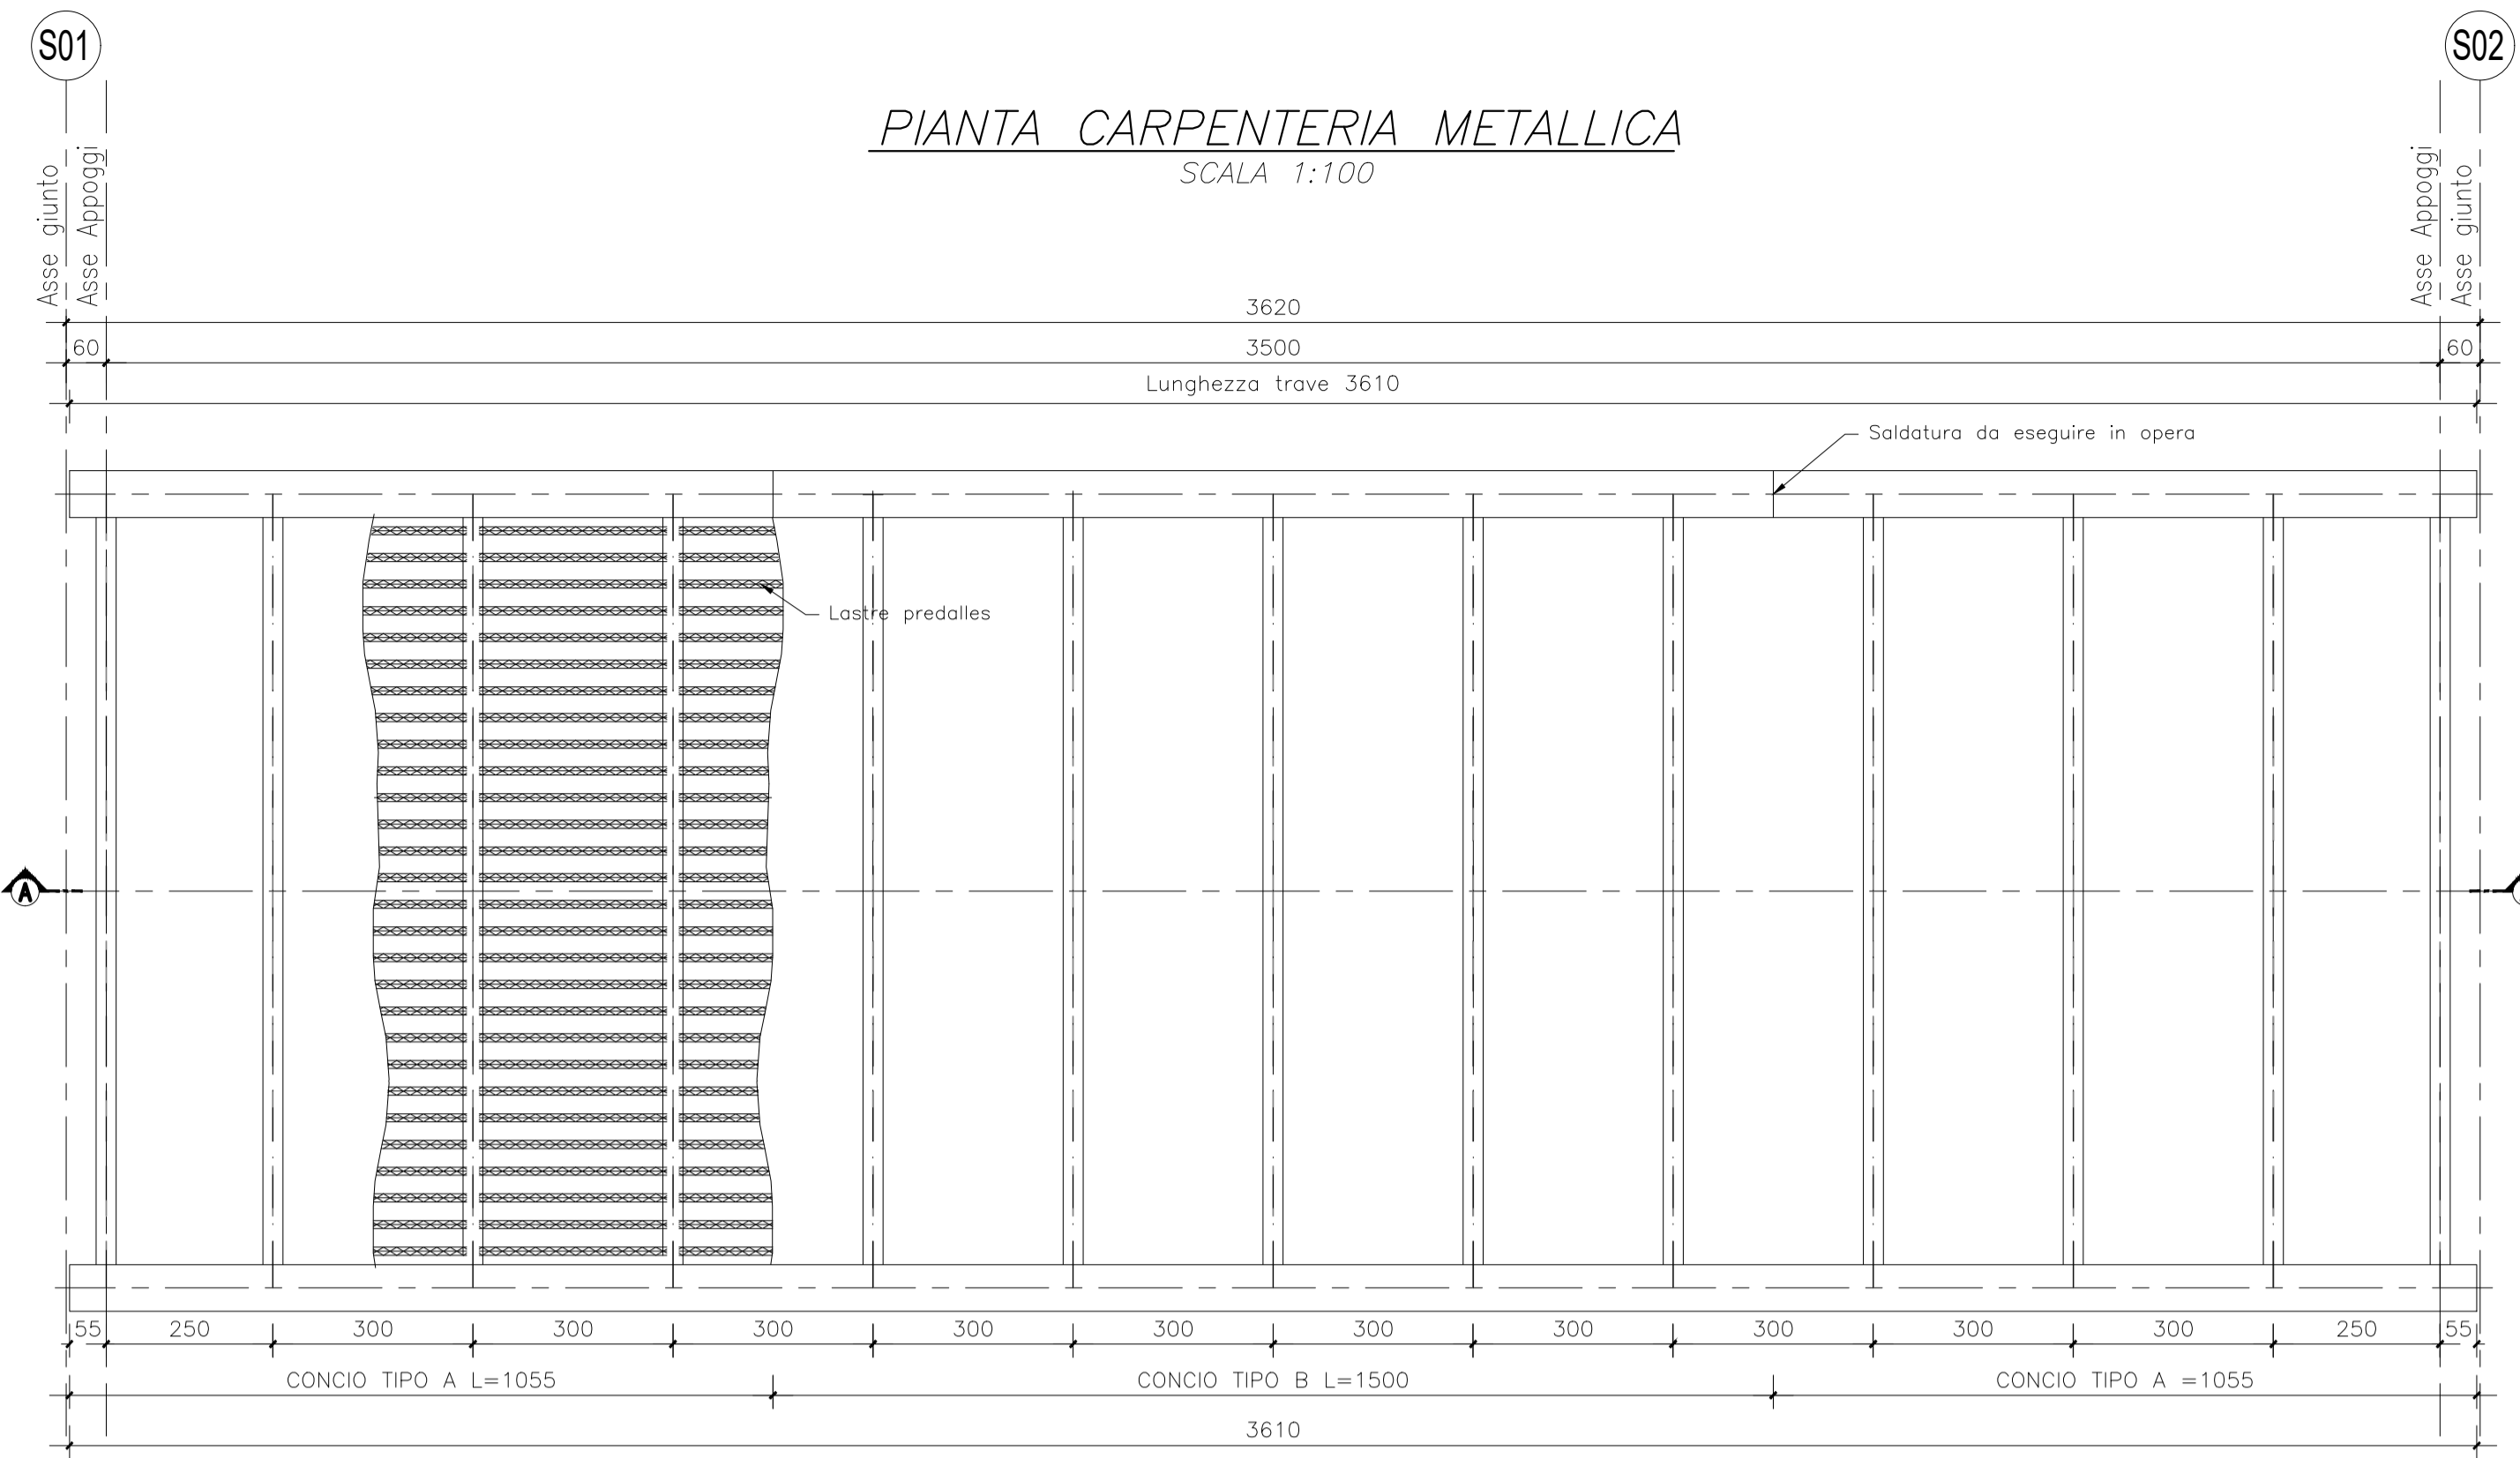 S01
S02
PIANTA CARPENTERIA METALLICA
SCALA 1:100
Asse giunto
Asse Appoggi
Asse Appoggi
Asse giunto
3620
60
3500
60
Lunghezza trave 3610
Saldatura da eseguire in opera
Lastre predalles
A
55
250
300
300
300
300
300
300
300
300
300
300
250
55
CONCIO TIPO A L=1055
CONCIO TIPO B L=1500
CONCIO TIPO A =1055
3610